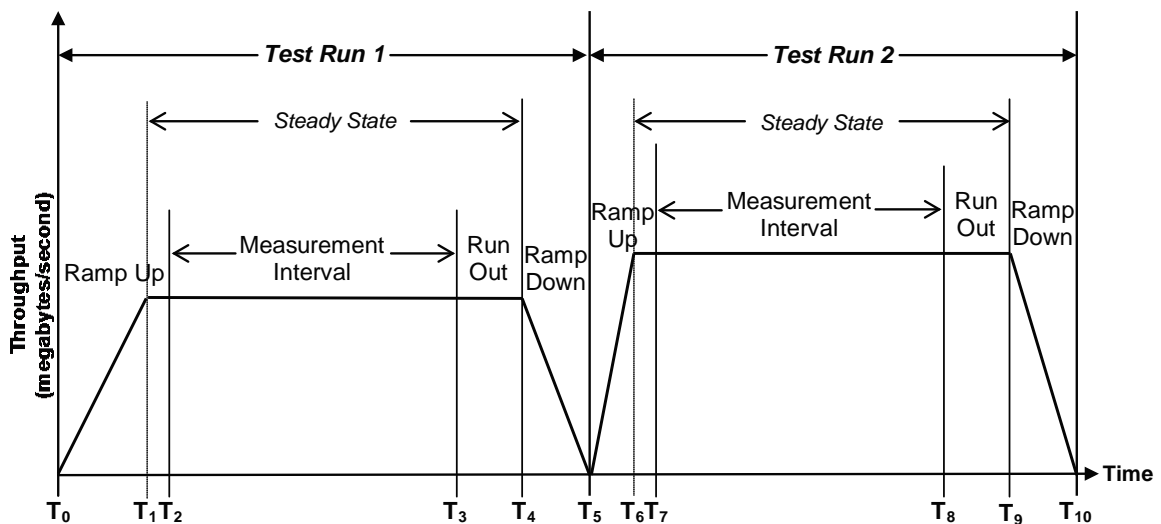 Test Run 1
Test Run 2
Steady State
Steady State
Ramp Up
Measurement
Interval
Run
Out
Ramp
Down
Ramp
Up
Measurement
Interval
Run
Out
Ramp
Down
Throughput
(megabytes/second)
Time
T0 T1 T2 T3 T4 T5 T6 T7 T8 T9 T10